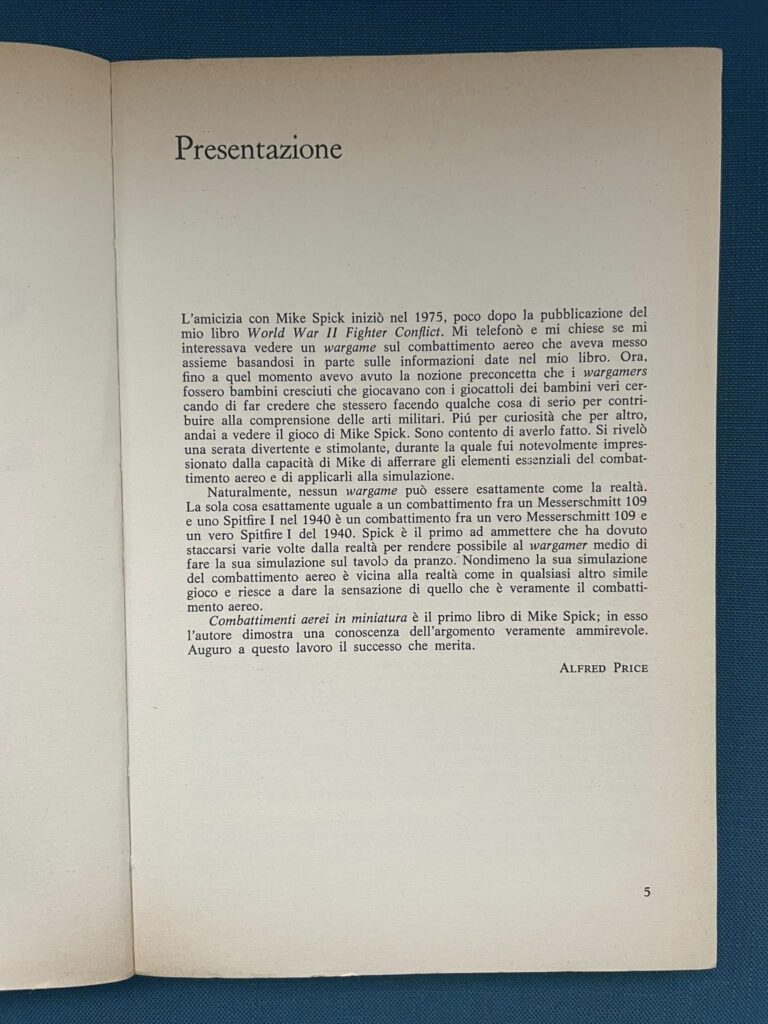 Presentazione
L'amicizia con Mike Spick iniziò nel 1975, poco dopo la pubblicazione del
mio libro World War II Fighter Conflict. Mi telefonò e mi chiese se mi
interessava vedere un wargame sul combattimento aereo che aveva messo
assieme basandosi in parte sulle informazioni date nel mio libro. Ora,
fino a quel momento avevo avuto la nozione preconcetta che i wargamers
fossero bambini cresciuti che giocavano con i giocattoli dei bambini veri cer-
cando di far credere che stessero facendo qualche cosa di serio per contri-
buire alla comprensione delle arti militari. Piú per curiosità che per altro,
andai a vedere il gioco di Mike Spick. Sono contento di averlo fatto. Si rivelò
una serata divertente e stimolante, durante la quale fui notevolmente impres-
sionato dalla capacità di Mike di afferrare gli elementi essenziali del combat-
timento aereo e di applicarli alla simulazione.
Naturalmente, nessun wargame può essere esattamente come la realtà.
La sola cosa esattamente uguale a un combattimento fra un Messerschmitt 109
e uno Spitfire I nel 1940 è un combattimento fra un vero Messerschmitt 109 e
un vero Spitfire I del 1940. Spick è il primo ad ammettere che ha dovuto
staccarsi varie volte dalla realtà per rendere possibile al wargamer medio di
fare la sua simulazione sul tavolo da pranzo. Nondimeno la sua simulazione
del combattimento aereo è vicina alla realtà come in qualsiasi altro simile
gioco e riesce a dare la sensazione di quello che è veramente il combatti-
mento aereo.
Combattimenti aerei in miniatura è il primo libro di Mike Spick; in esso
l'autore dimostra una conoscenza dell'argomento veramente ammirevole.
Auguro a questo lavoro il successo che merita.
ALFRED PRICE
5